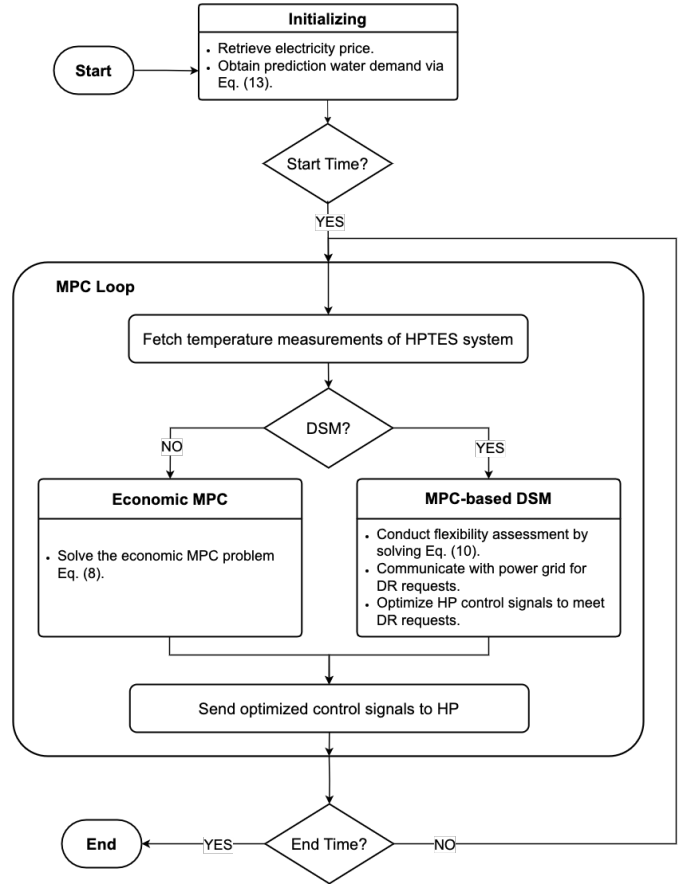 Initializing
Start
• Retrieve electricity price.
• Obtain prediction water demand via
Eq. (13).
Start Time?
YES
MPC Loop
Fetch temperature measurements of HPTES system
DSM?
NO
YES
Economic MPC
• Solve the economic MPC problem
Eq. (8).
MPC-based DSM
• Conduct flexibility assessment by
solving Eq. (10).
• Communicate with power grid for
DR requests.
• Optimize HP control signals to meet
DR requests.
Send optimized control signals to HP
End
YES
End Time?
NO